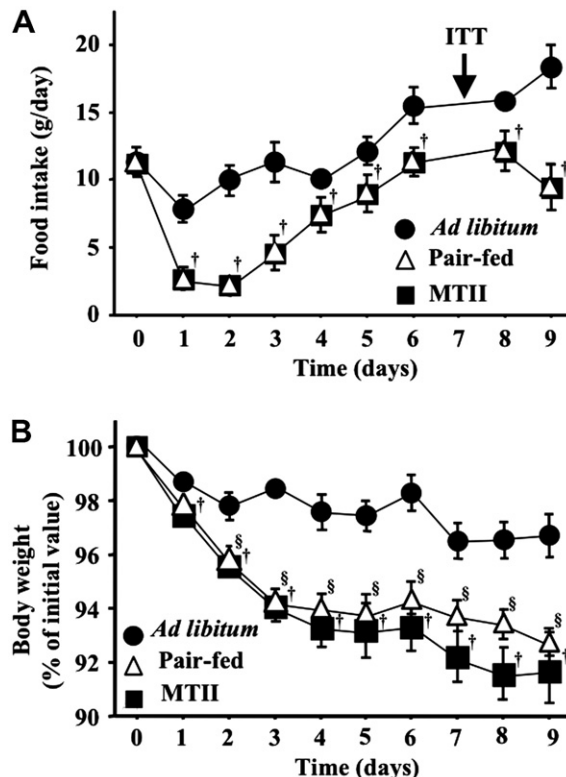 A
ITT
Food intake (g/day)
20
15
10
5
0
† † † † † † † †
Ad libitum
Pair-fed
MTII
0 1 2 3 4 5 6 7 8 9
Time (days)
B
Body weight
(% of initial value)
100
98
96
94
92
90
§ § § § § § § §
† † † † † † † † †
Ad libitum
Pair-fed
MTII
0 1 2 3 4 5 6 7 8 9
Time (days)